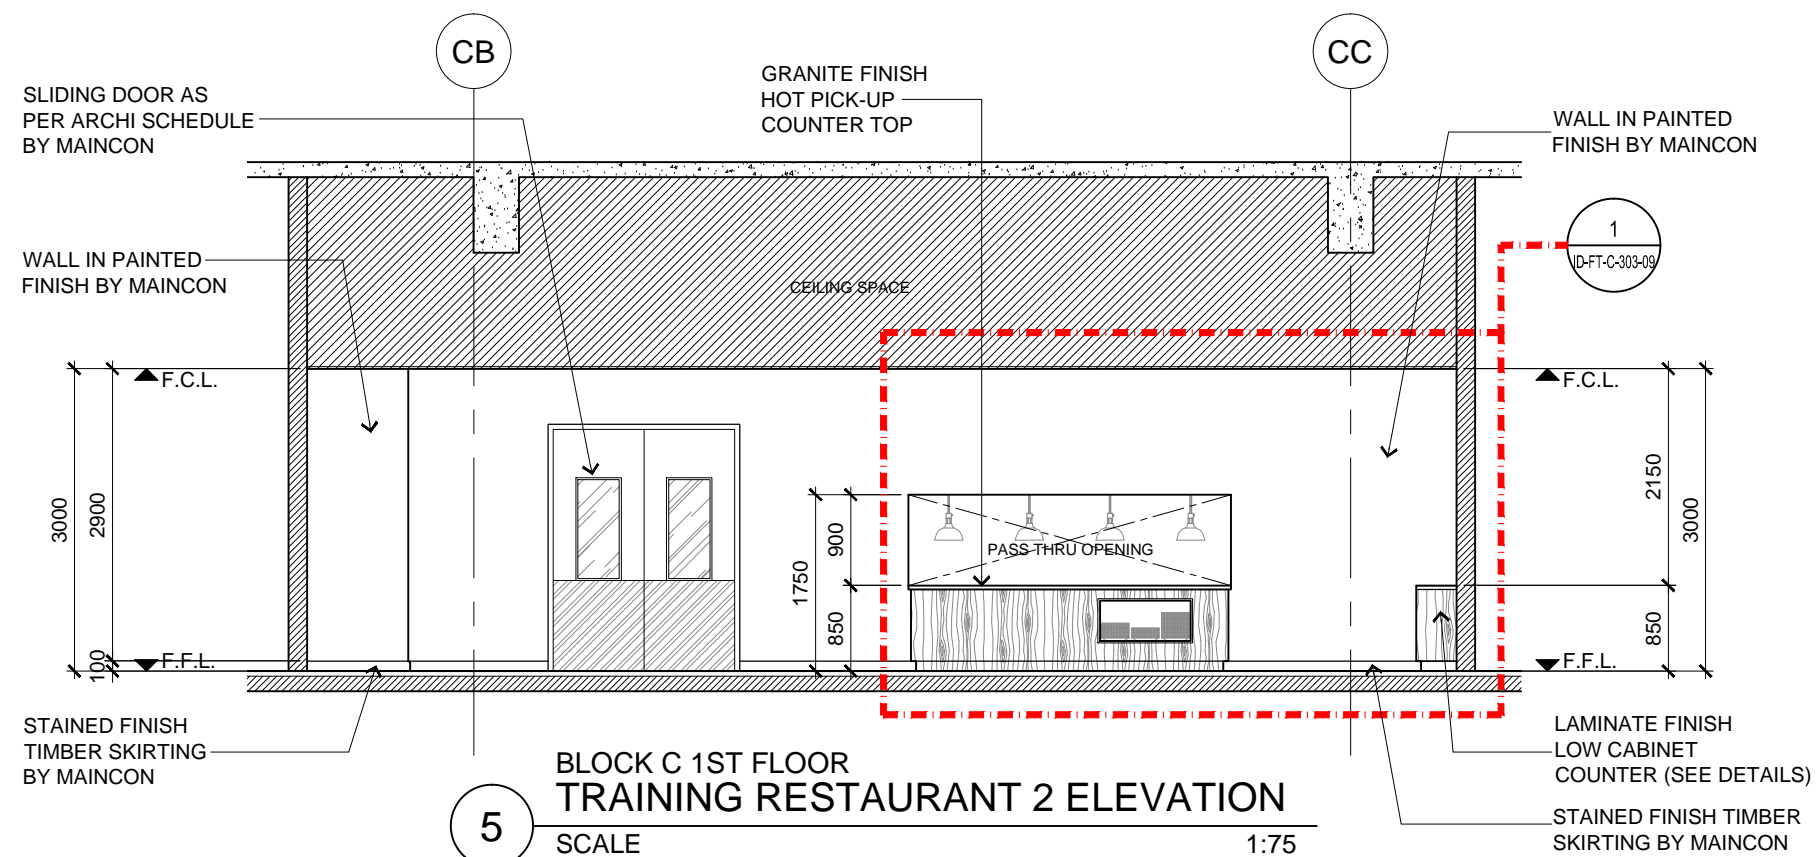 CB
CC
SLIDING DOOR AS
PER ARCHI SCHEDULE
BY MAINCON
GRANITE FINISH
HOT PICK-UP
COUNTER TOP
WALL IN PAINTED
FINISH BY MAINCON
1
ID-FT-C-303-09
WALL IN PAINTED
FINISH BY MAINCON
CEILING SPACE
F.C.L.
F.C.L.
3000
2900
100
1750
900
850
PASS THRU OPENING
2150
850
3000
F.F.L.
F.F.L.
STAINED FINISH
TIMBER SKIRTING
BY MAINCON
LAMINATE FINISH
LOW CABINET
COUNTER (SEE DETAILS)
STAINED FINISH TIMBER
SKIRTING BY MAINCON
5
BLOCK C 1ST FLOOR
TRAINING RESTAURANT 2 ELEVATION
SCALE 1:75